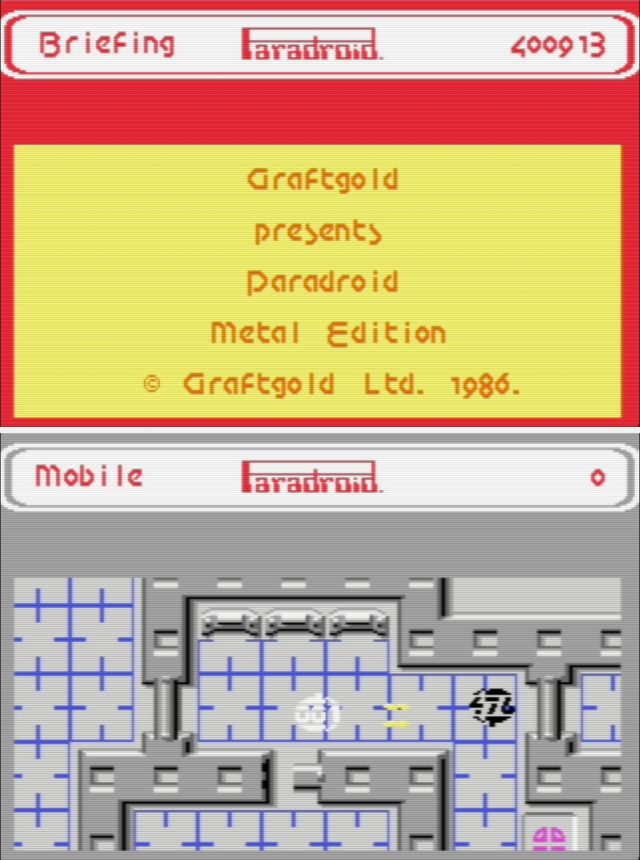 Briefing
Paradroid.
400913
Graftgold
presents
Paradroid
Metal Edition
© Graftgold Ltd. 1986.
Mobile
Paradroid.
0
001
476